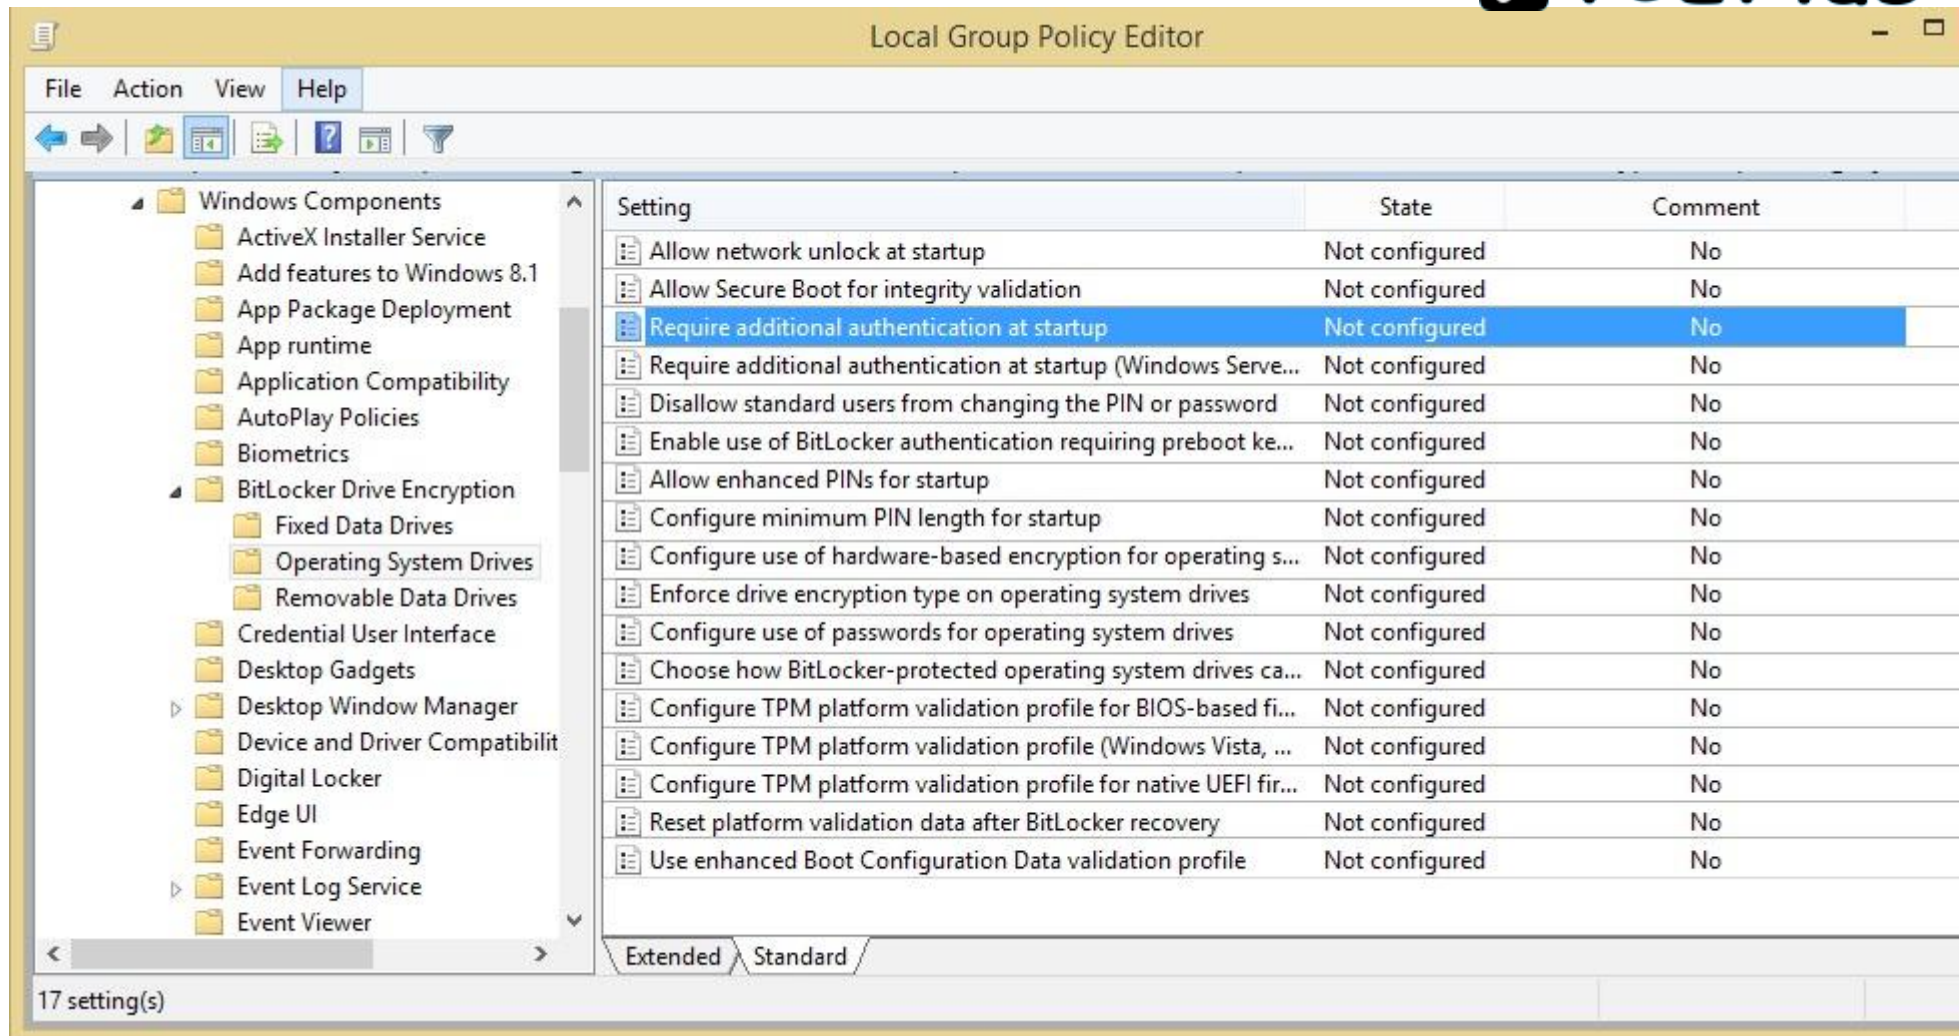 Local Group Policy Editor
File Action View Help
Windows Components
ActiveX Installer Service
Add features to Windows 8.1
App Package Deployment
App runtime
Application Compatibility
AutoPlay Policies
Biometrics
BitLocker Drive Encryption
Fixed Data Drives
Operating System Drives
Removable Data Drives
Credential User Interface
Desktop Gadgets
Desktop Window Manager
Device and Driver Compatibilit
Digital Locker
Edge UI
Event Forwarding
Event Log Service
Event Viewer
Setting State Comment
Allow network unlock at startup Not configured No
Allow Secure Boot for integrity validation Not configured No
Require additional authentication at startup Not configured No
Require additional authentication at startup (Windows Serve... Not configured No
Disallow standard users from changing the PIN or password Not configured No
Enable use of BitLocker authentication requiring preboot ke... Not configured No
Allow enhanced PINs for startup Not configured No
Configure minimum PIN length for startup Not configured No
Configure use of hardware-based encryption for operating s... Not configured No
Enforce drive encryption type on operating system drives Not configured No
Configure use of passwords for operating system drives Not configured No
Choose how BitLocker-protected operating system drives ca... Not configured No
Configure TPM platform validation profile for BIOS-based fi... Not configured No
Configure TPM platform validation profile (Windows Vista, ... Not configured No
Configure TPM platform validation profile for native UEFI fir... Not configured No
Reset platform validation data after BitLocker recovery Not configured No
Use enhanced Boot Configuration Data validation profile Not configured No
Extended Standard
17 setting(s)